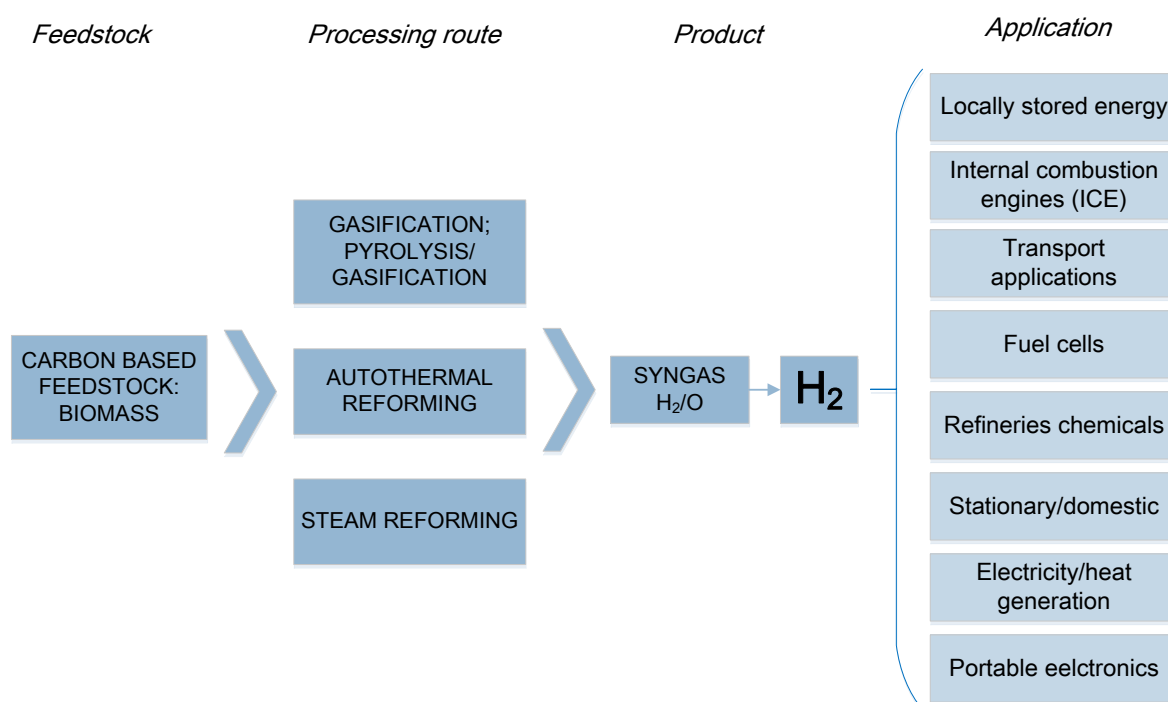 Feedstock
Processing route
Product
Application
CARBON BASED
FEEDSTOCK:
BIOMASS
GASIFICATION;
PYROLYSIS/
GASIFICATION
AUTOTHERMAL
REFORMING
STEAM REFORMING
SYNGAS
H₂/O
H₂
Locally stored energy
Internal combustion
engines (ICE)
Transport
applications
Fuel cells
Refineries chemicals
Stationary/domestic
Electricity/heat
generation
Portable eelctronics